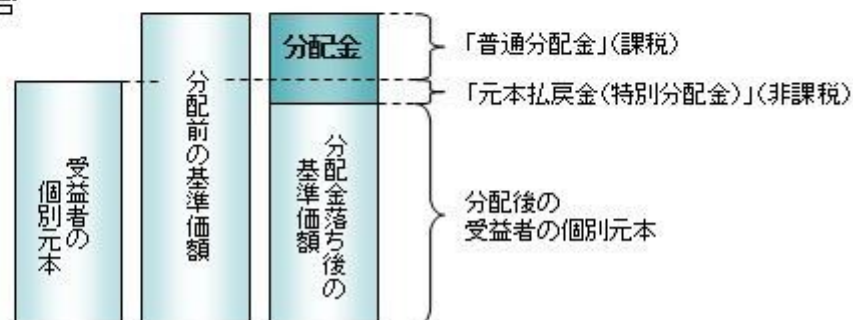 受益者の
個別元本
分配前の基準価額
分配金
分配金落ち後の
基準価額
「普通分配金」(課税)
「元本払戻金(特別分配金)」(非課税)
分配後の
受益者の個別元本